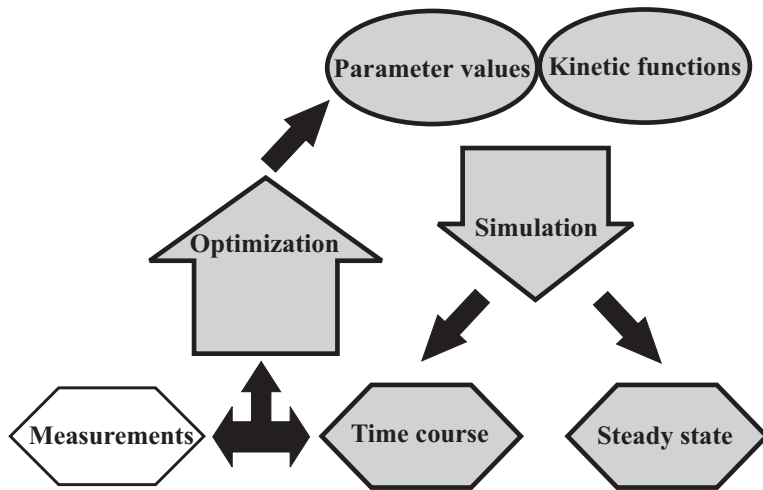 Parameter values
Kinetic functions
Simulation
Optimization
Measurements
Time course
Steady state